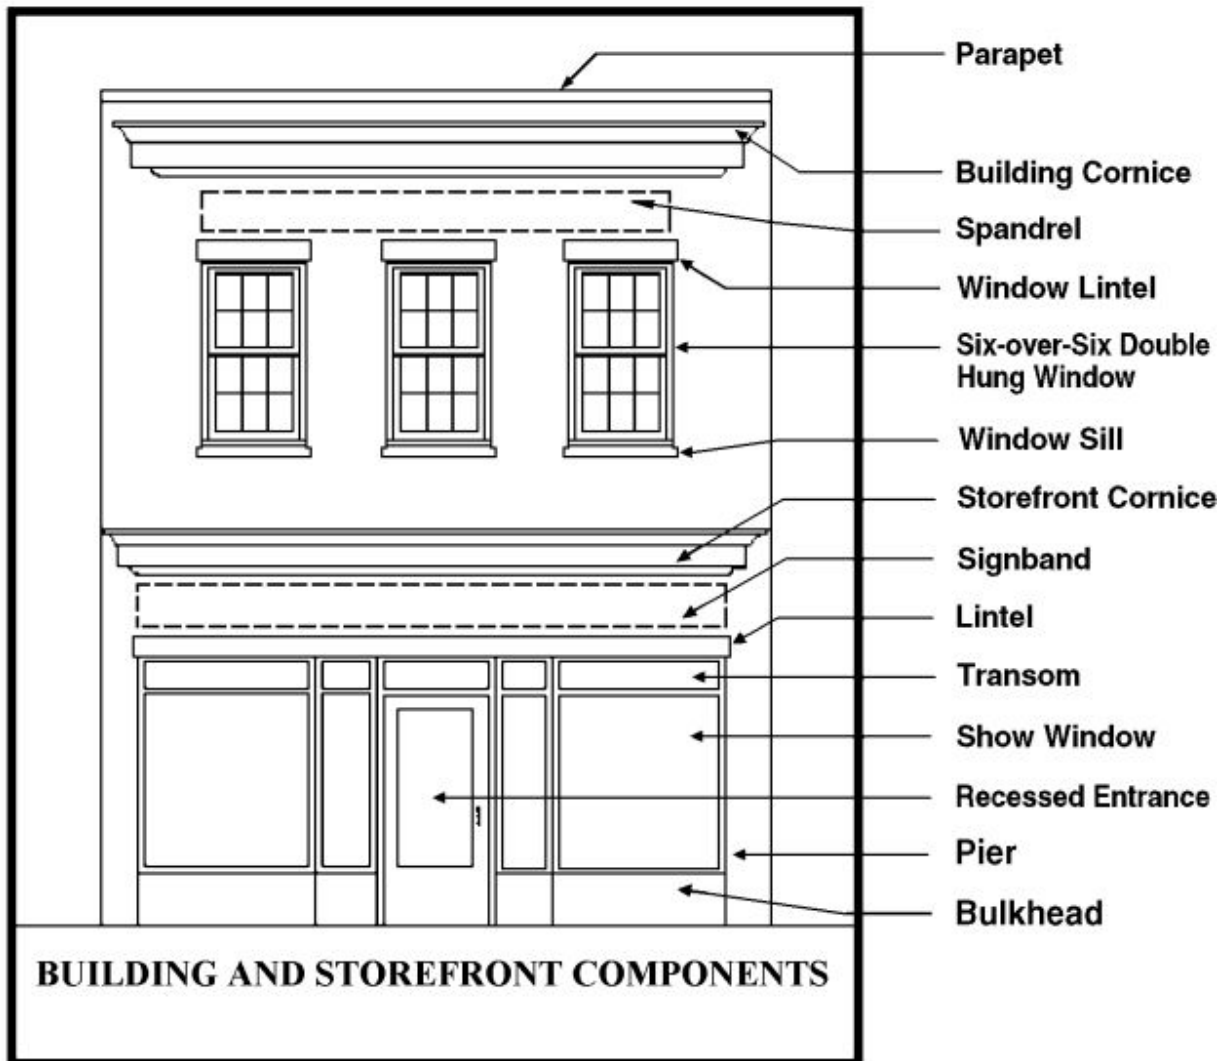 Parapet
Building Cornice
Spandrel
Window Lintel
Six-over-Six Double
Hung Window
Window Sill
Storefront Cornice
Signband
Lintel
Transom
Show Window
Recessed Entrance
Pier
Bulkhead
BUILDING AND STOREFRONT COMPONENTS